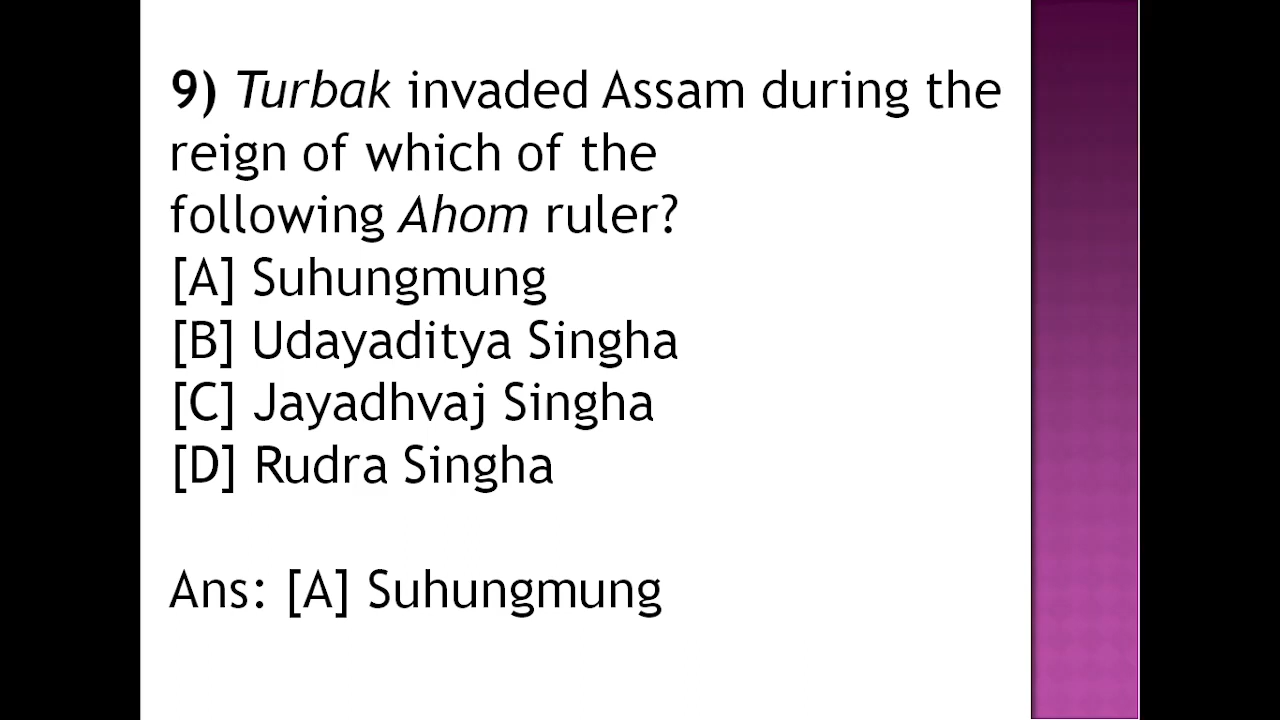 9) Turbak invaded Assam during the
reign of which of the
following Ahom ruler?
[A] Suhungmung
[B] Udayaditya Singha
[C] Jayadhvaj Singha
[D] Rudra Singha
Ans: [A] Suhungmung